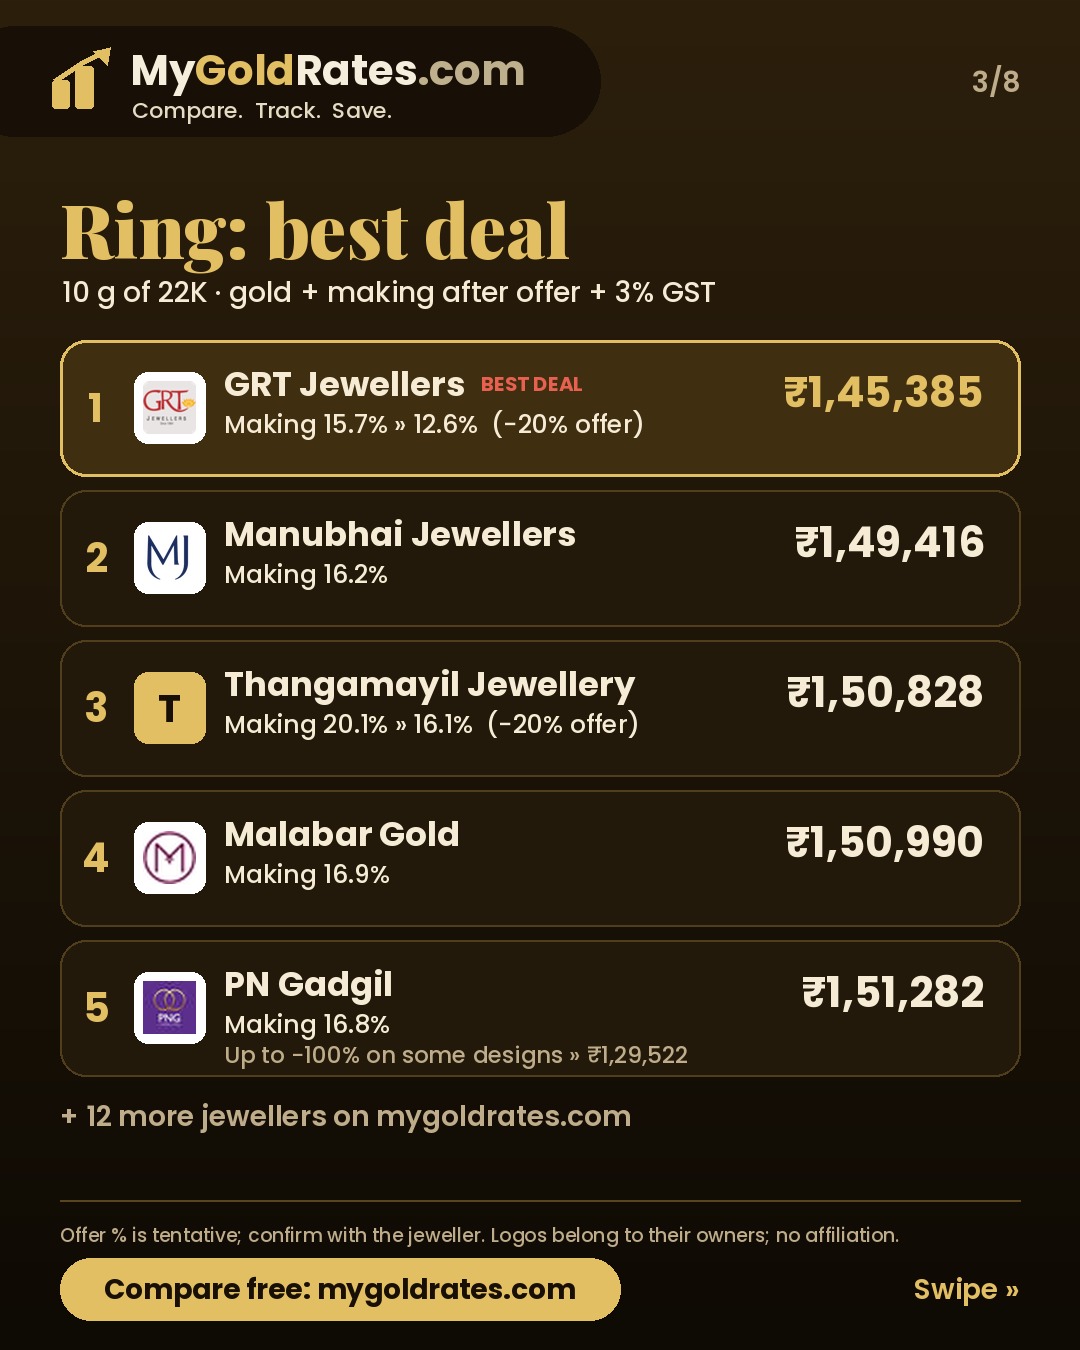 MyGoldRates.com
Compare. Track. Save.
3/8
Ring: best deal
10 g of 22K · gold + making after offer + 3% GST
1
GRT
JEWELLERS
GRT Jewellers BEST DEAL
Making 15.7% » 12.6% (-20% offer)
₹1,45,385
2
MJ
Manubhai Jewellers
Making 16.2%
₹1,49,416
3
T
Thangamayil Jewellery
Making 20.1% » 16.1% (-20% offer)
₹1,50,828
4
M
Malabar Gold
Making 16.9%
₹1,50,990
5
PNG
PN Gadgil
Making 16.8%
Up to -100% on some designs » ₹1,29,522
₹1,51,282
+ 12 more jewellers on mygoldrates.com
Offer % is tentative; confirm with the jeweller. Logos belong to their owners; no affiliation.
Compare free: mygoldrates.com
Swipe »